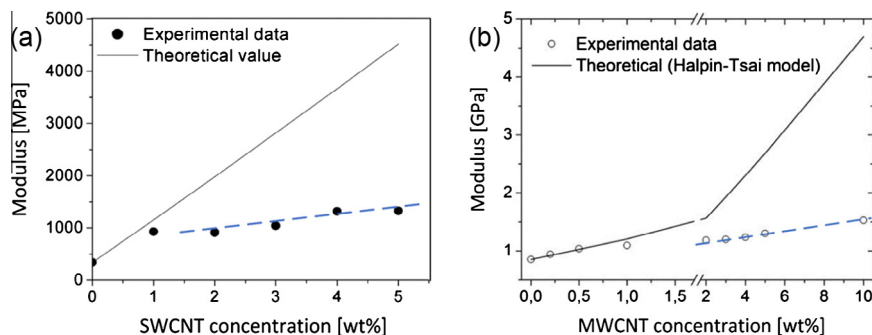 (a)
Experimental data
Theoretical value
Modulus [MPa]
5000
4500
4000
3000
2000
1000
0
0 1 2 3 4 5
SWCNT concentration [wt%]
(b)
Experimental data
Theoretical (Halpin-Tsai model)
Modulus [GPa]
5
4
3
2
1
0,0 0,5 1,0 1,5 2 4 6 8 10
MWCNT concentration [wt%]